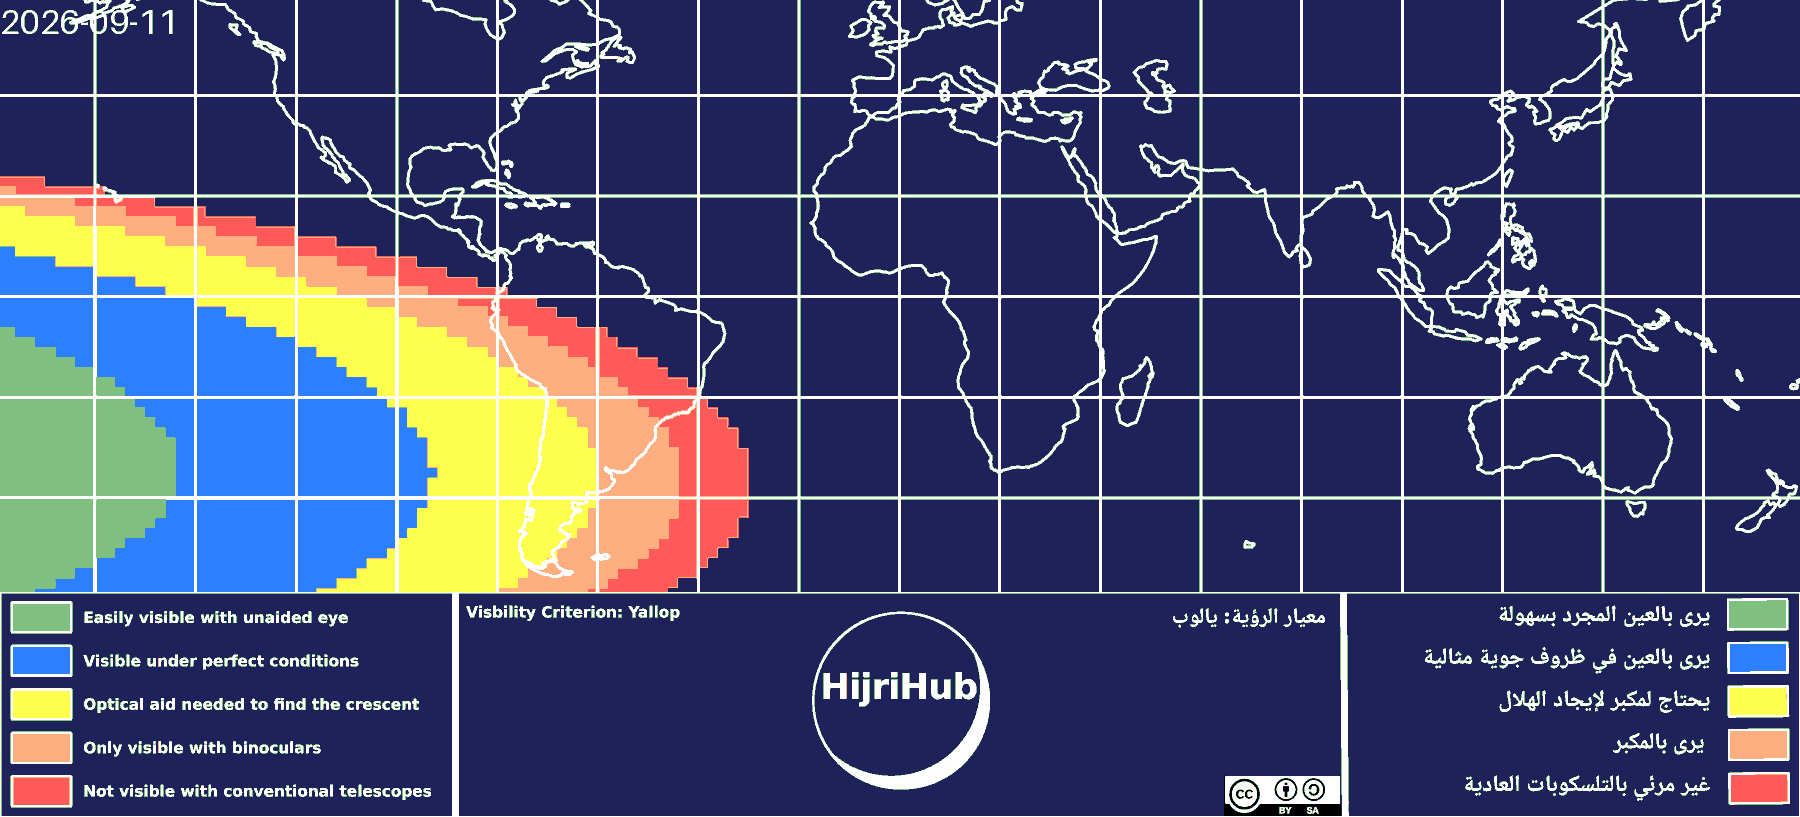 2026-09-11
Easily visible with unaided eye
Visible under perfect conditions
Optical aid needed to find the crescent
Only visible with binoculars
Not visible with conventional telescopes
Visbility Criterion: Yallop
معيار الرؤية: يالوب
HijriHub
cc
BY SA
يرى بالعين المجرد بسهولة
يرى بالعين في ظروف جوية مثالية
يحتاج لمكبر لإيجاد الهلال
يرى بالمكبر
غير مرئي بالتلسكوبات العادية